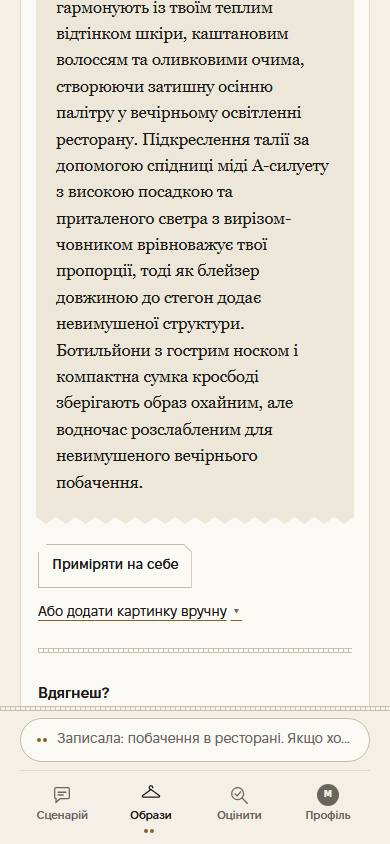 гармонюють із твоїм теплим
відтінком шкіри, каштановим
волоссям та оливковими очима,
створюючи затишну осінню
палітру у вечірньому освітленні
ресторану. Підкреслення талії за
допомогою спідниці міді А-силуету
з високою посадкою та
приталеного светра з вирізом-
човником врівноважує твої
пропорції, тоді як блейзер
довжиною до стегон додає
невимушеної структури.
Ботильйони з гострим носком і
компактна сумка кросбоді
зберігають образ охайним, але
водночас розслабленим для
невимушеного вечірнього
побачення.
Приміряти на себе
Або додати картинку вручну
Вдягнеш?
Записала: побачення в ресторані. Якщо хо...
Сценарій
Образи
Оцінити
М
Профіль